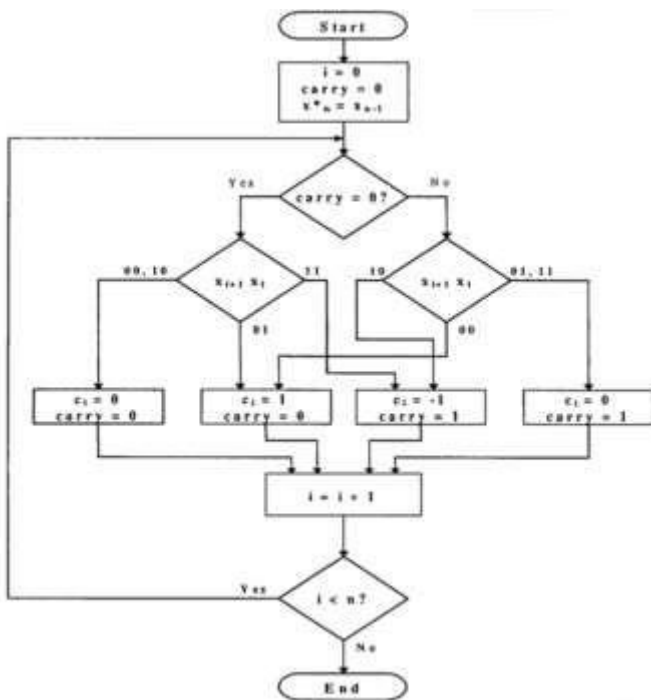 Start
i = 0
carry = 0
x*ₙ = xₙ₋₁
carry = 0?
Yes
No
00, 10
xᵢ₊₁ xᵢ
11
01
10
xᵢ₊₁ xᵢ
01, 11
00
cᵢ = 0
carry = 0
cᵢ = 1
carry = 0
cᵢ = -1
carry = 1
cᵢ = 0
carry = 1
i = i + 1
Yes
i < n?
No
End